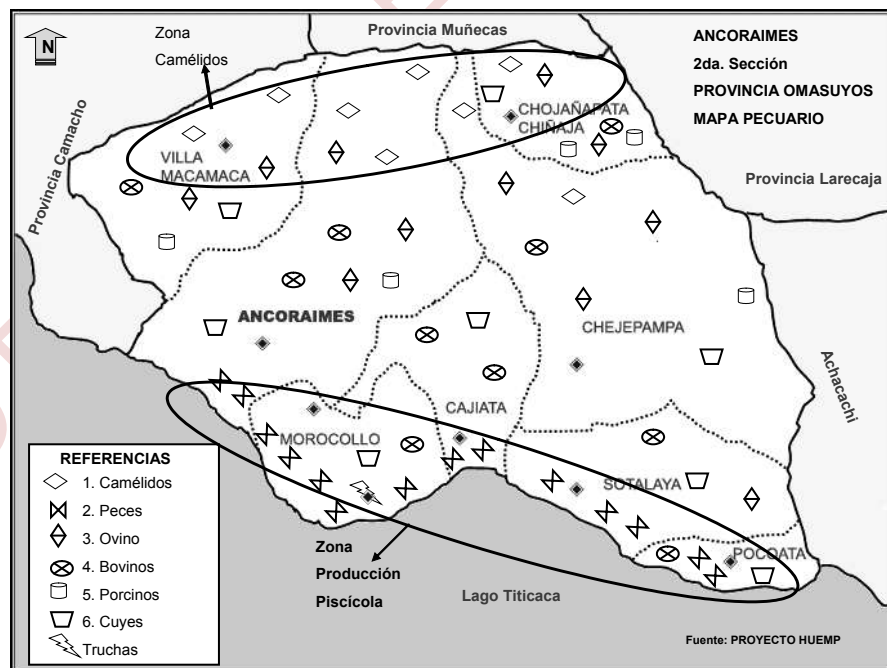 N
Zona
Camélidos
Provincia Muñecas
ANCORAIMES
2da. Sección
PROVINCIA OMASUYOS
MAPA PECUARIO
Provincia Camacho
CHOJAÑAPATA
CHIÑAJA
VILLA
MACAMACA
Provincia Larecaja
ANCORAIMES
CHEJEPAMPA
Achacachi
CAJIATA
MOROCOLLO
SOTALAYA
POCOATA
REFERENCIAS
1. Camélidos
2. Peces
3. Ovino
4. Bovinos
5. Porcinos
6. Cuyes
Truchas
Zona
Producción
Piscícola
Lago Titicaca
Fuente: PROYECTO HUEMP